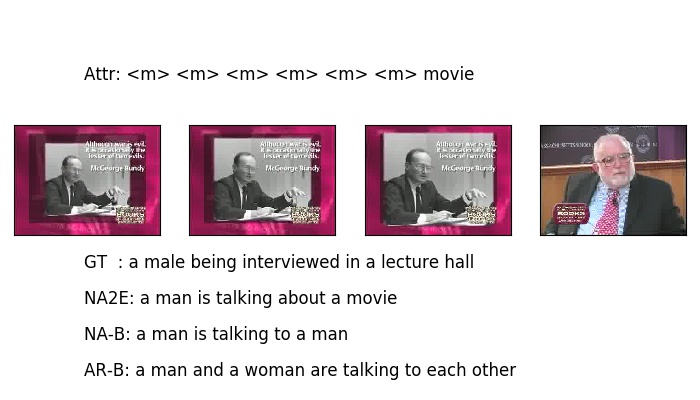 Attr: <m> <m> <m> <m> <m> <m> movie
Although war is evil,
it is occasionally the
lesser of two evils.
McGeorge Bundy
Although war is evil,
it is occasionally the
lesser of two evils.
McGeorge Bundy
Although war is evil,
it is occasionally the
lesser of two evils.
McGeorge Bundy
GT : a male being interviewed in a lecture hall
NA2E: a man is talking about a movie
NA-B: a man is talking to a man
AR-B: a man and a woman are talking to each other